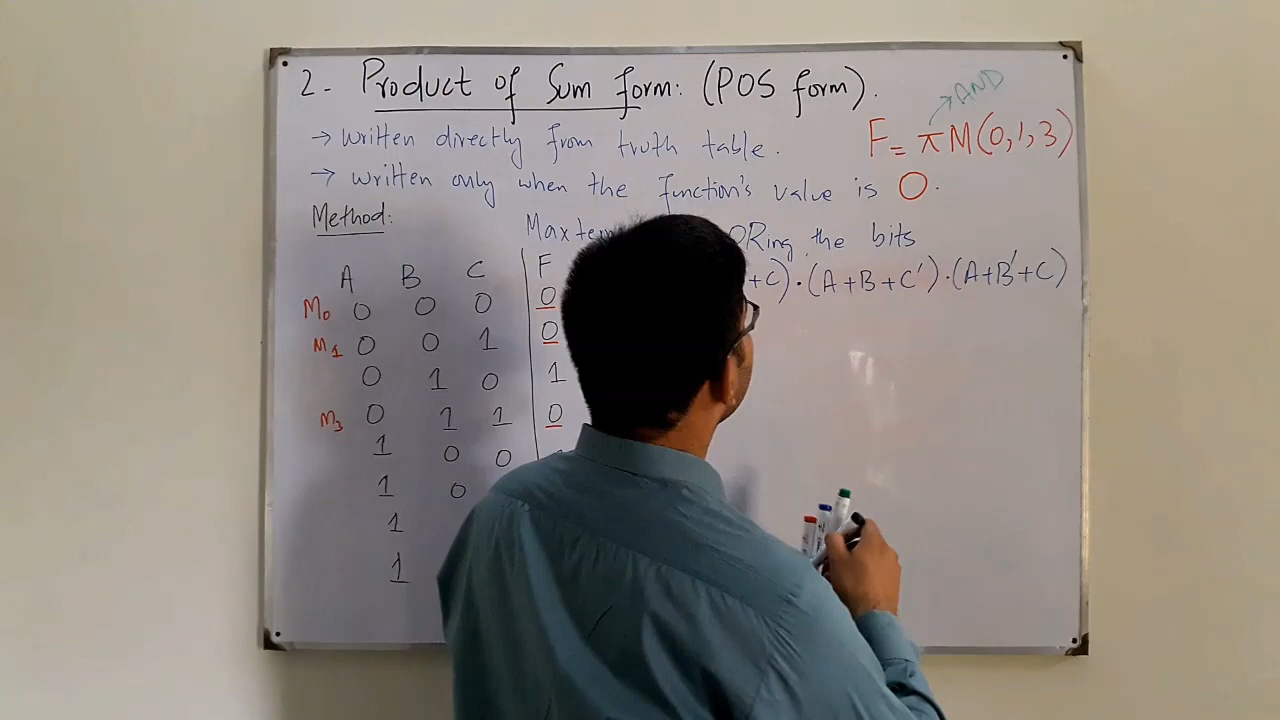 2. Product of Sum form: (POS form).
→ AND
→ written directly from truth table.
F = πM(0,1,3)
→ written only when the function's value is 0.
Method:
ORing the bits
A B C F
+C)·(A+B+C')·(A+B'+C)
M0 0 0 0 0
M1 0 0 1 0
0 1 0 1
M3 0 1 1 0
1 0 0
1 0
1
1